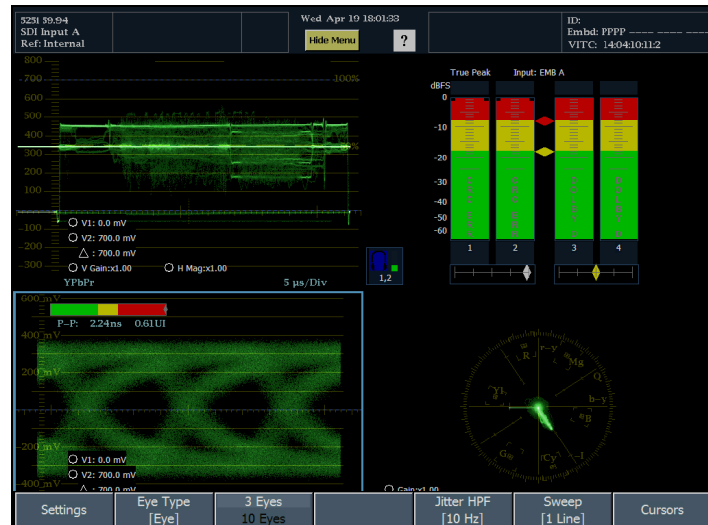 525i 59.94
SDI Input A
Ref: Internal
Wed Apr 19 18:01:33
Hide Menu
?
ID:
Embd: PPPP ---- ---- ----
VITC: 14:04:10:11:2
800
700
100%
600
500
400
300
200
100
-100
-200
-300
V1: 0.0 mV
V2: 700.0 mV
△ : 700.0 mV
V Gain:x1.00
H Mag:x1.00
YPbPr
5 µs/Div
True Peak
Input: EMB A
dBFS
0
-10
-20
-30
-40
-50
-60
1
2
3
4
1,2
600 mV
P-P: 2.24ns 0.61UI
400 mV
200 mV
-200 mV
-400 mV
V1: 0.0 mV
V2: 700.0 mV
△ : 700.0 mV
r-y
R
Mg
Q
b-y
B
YL
G
Cy
-I
Gain:x1.00
Settings
Eye Type
[Eye]
3 Eyes
10 Eyes
Jitter HPF
[10 Hz]
Sweep
[1 Line]
Cursors